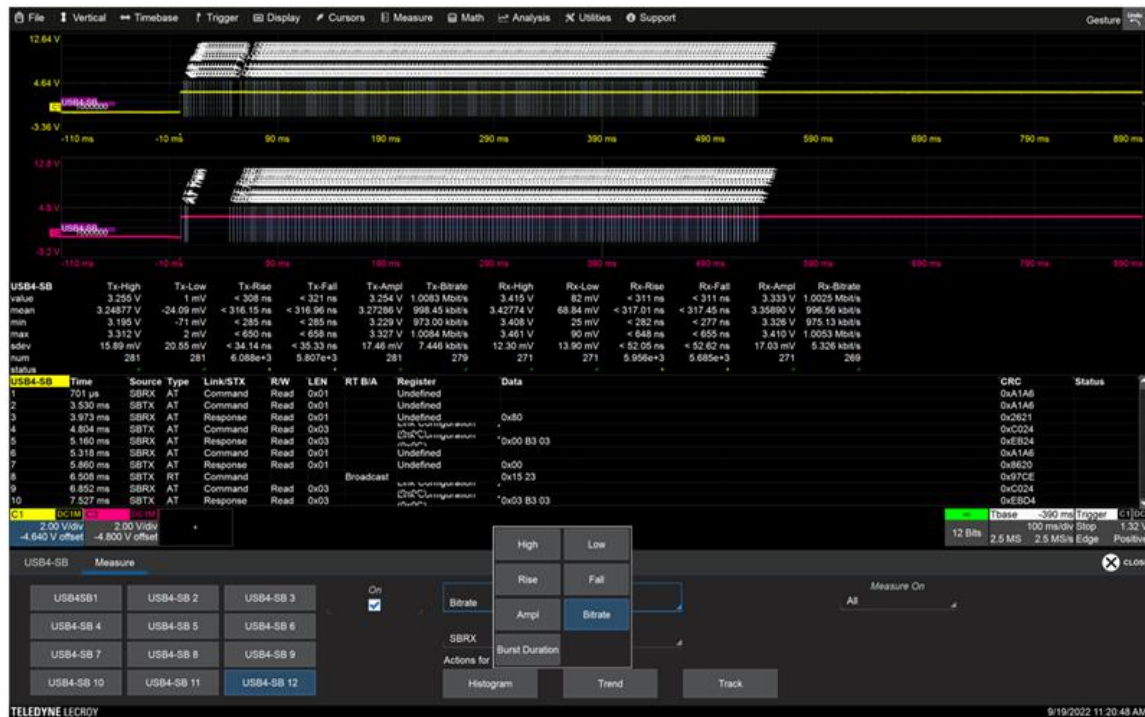 File Vertical Timebase Trigger Display Cursors Measure Math Analysis Utilities Support Gesture Undo
12.64 V
4.64 V
C1 USB4-SB
1000000
-3.36 V
-110 ms -10 ms 90 ms 190 ms 290 ms 390 ms 490 ms 590 ms 690 ms 790 ms 890 ms
12.8 V
4.8 V
USB4-SB
1000000
-3.2 V
-110 ms -10 ms 190 ms 290 ms 390 ms 490 ms 590 ms 690 ms 790 ms 890 ms
USB4-SB Tx-High Tx-Low Tx-Rise Tx-Fall Tx-Ampl Tx-Bitrate Rx-High Rx-Low Rx-Rise Rx-Fall Rx-Ampl Rx-Bitrate
value 3.255 V 1 mV < 308 ns < 321 ns 3.254 V 1.0083 Mbit/s 3.415 V 82 mV < 311 ns < 311 ns 3.333 V 1.0025 Mbit/s
mean 3.24877 V -24.09 mV < 316.15 ns < 316.96 ns 3.27286 V 998.45 kbit/s 3.42774 V 68.84 mV < 317.01 ns < 317.45 ns 3.35890 V 996.56 kbit/s
min 3.195 V -71 mV < 285 ns < 285 ns 3.229 V 973.00 kbit/s 3.408 V 25 mV < 282 ns < 277 ns 3.326 V 975.13 kbit/s
max 3.312 V 2 mV < 650 ns < 658 ns 3.327 V 1.0084 Mbit/s 3.461 V 90 mV < 648 ns < 655 ns 3.410 V 1.0053 Mbit/s
sdev 15.89 mV 20.55 mV < 34.14 ns < 35.33 ns 17.46 mV 7.446 kbit/s 12.30 mV 13.90 mV < 52.05 ns < 52.62 ns 17.03 mV 5.326 kbit/s
num 281 281 6.088e+3 5.807e+3 281 279 271 271 5.956e+3 5.685e+3 271 269
status
USB4-SB Time Source Type Link/STX R/W LEN RT B/A Register Data CRC Status
1 701 µs SBRX AT Command Read 0x01 Undefined 0xA1A6
2 3.530 ms SBTX AT Command Read 0x01 Undefined 0xA1A6
3 3.973 ms SBRX AT Response Read 0x01 Undefined 0x80 0x2621
4 4.804 ms SBTX AT Command Read 0x03 0xC024
5 5.160 ms SBRX AT Response Read 0x03 0x00 B3 03 0xEB24
6 5.318 ms SBRX AT Command Read 0x01 Undefined 0xA1A6
7 5.860 ms SBTX AT Response Read 0x01 Undefined 0x00 0x8620
8 6.508 ms SBTX RT Command Broadcast 0x15 23 0x97CE
9 6.852 ms SBRX AT Command Read 0x03 0xC024
10 7.527 ms SBTX AT Response Read 0x03 0x03 B3 03 0xEBD4
C1 DC1M C2 DC1M
2.00 V/div 2.00 V/div
-4.640 V offset -4.800 V offset
12 Bits
Tbase -390 ms Trigger C1 DC
100 ms/div Stop 1.32 V
2.5 MS 2.5 MS/s Edge Positive
USB4-SB Measure CLOSE
USB4SB1 USB4-SB 2 USB4-SB 3
USB4-SB 4 USB4-SB 5 USB4-SB 6
USB4-SB 7 USB4-SB 8 USB4-SB 9
USB4-SB 10 USB4-SB 11 USB4-SB 12
On
Bitrate
SBRX
Actions for
High Low
Rise Fall
Ampl Bitrate
Burst Duration
Histogram Trend Track
Measure On
All
TELEDYNE LECROY 9/19/2022 11:20:48 AM